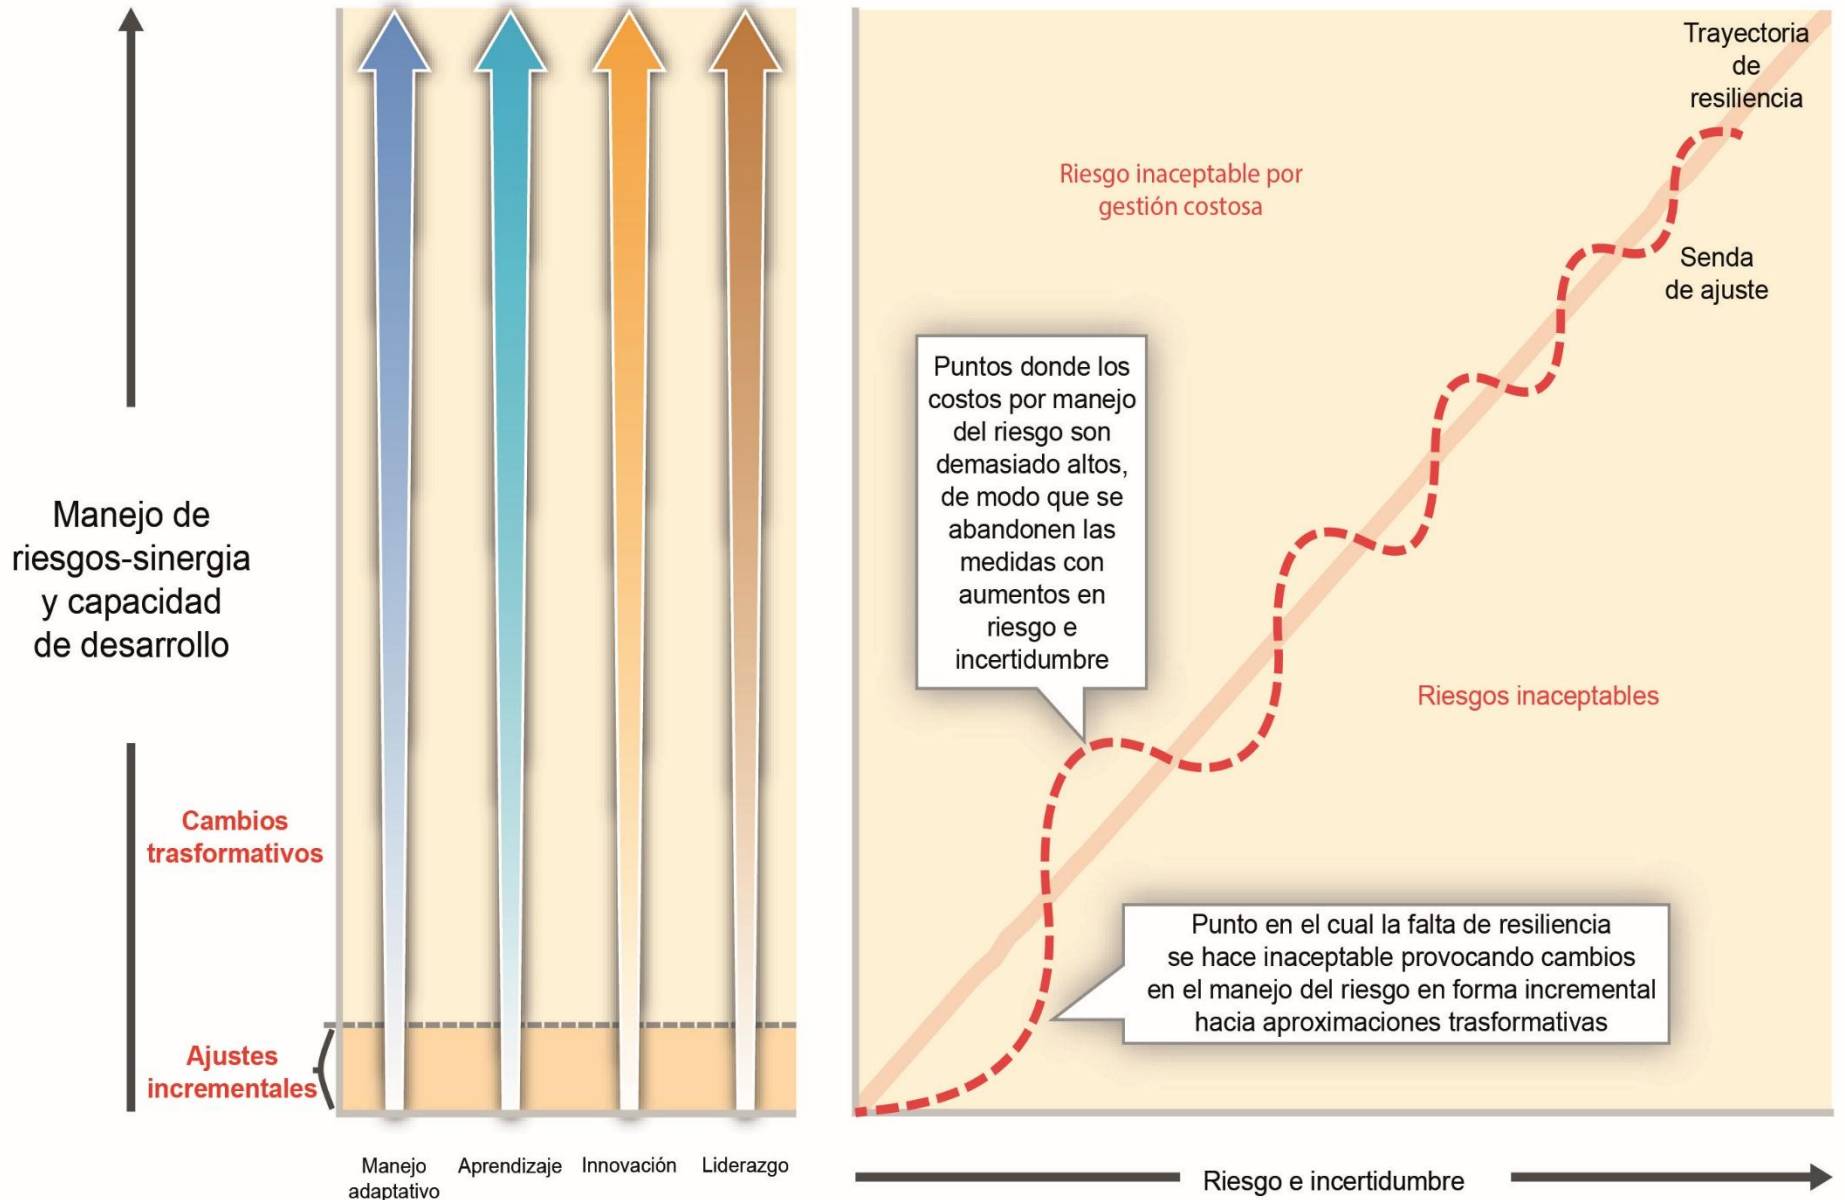 Manejo de
riesgos-sinergia
y capacidad
de desarrollo
Cambios
trasformativos
Ajustes
incrementales
Manejo
adaptativo
Aprendizaje
Innovación
Liderazgo
Trayectoria
de
resiliencia
Riesgo inaceptable por
gestión costosa
Senda
de ajuste
Puntos donde los
costos por manejo
del riesgo son
demasiado altos,
de modo que se
abandonen las
medidas con
aumentos en
riesgo e
incertidumbre
Riesgos inaceptables
Punto en el cual la falta de resiliencia
se hace inaceptable provocando cambios
en el manejo del riesgo en forma incremental
hacia aproximaciones trasformativas
Riesgo e incertidumbre